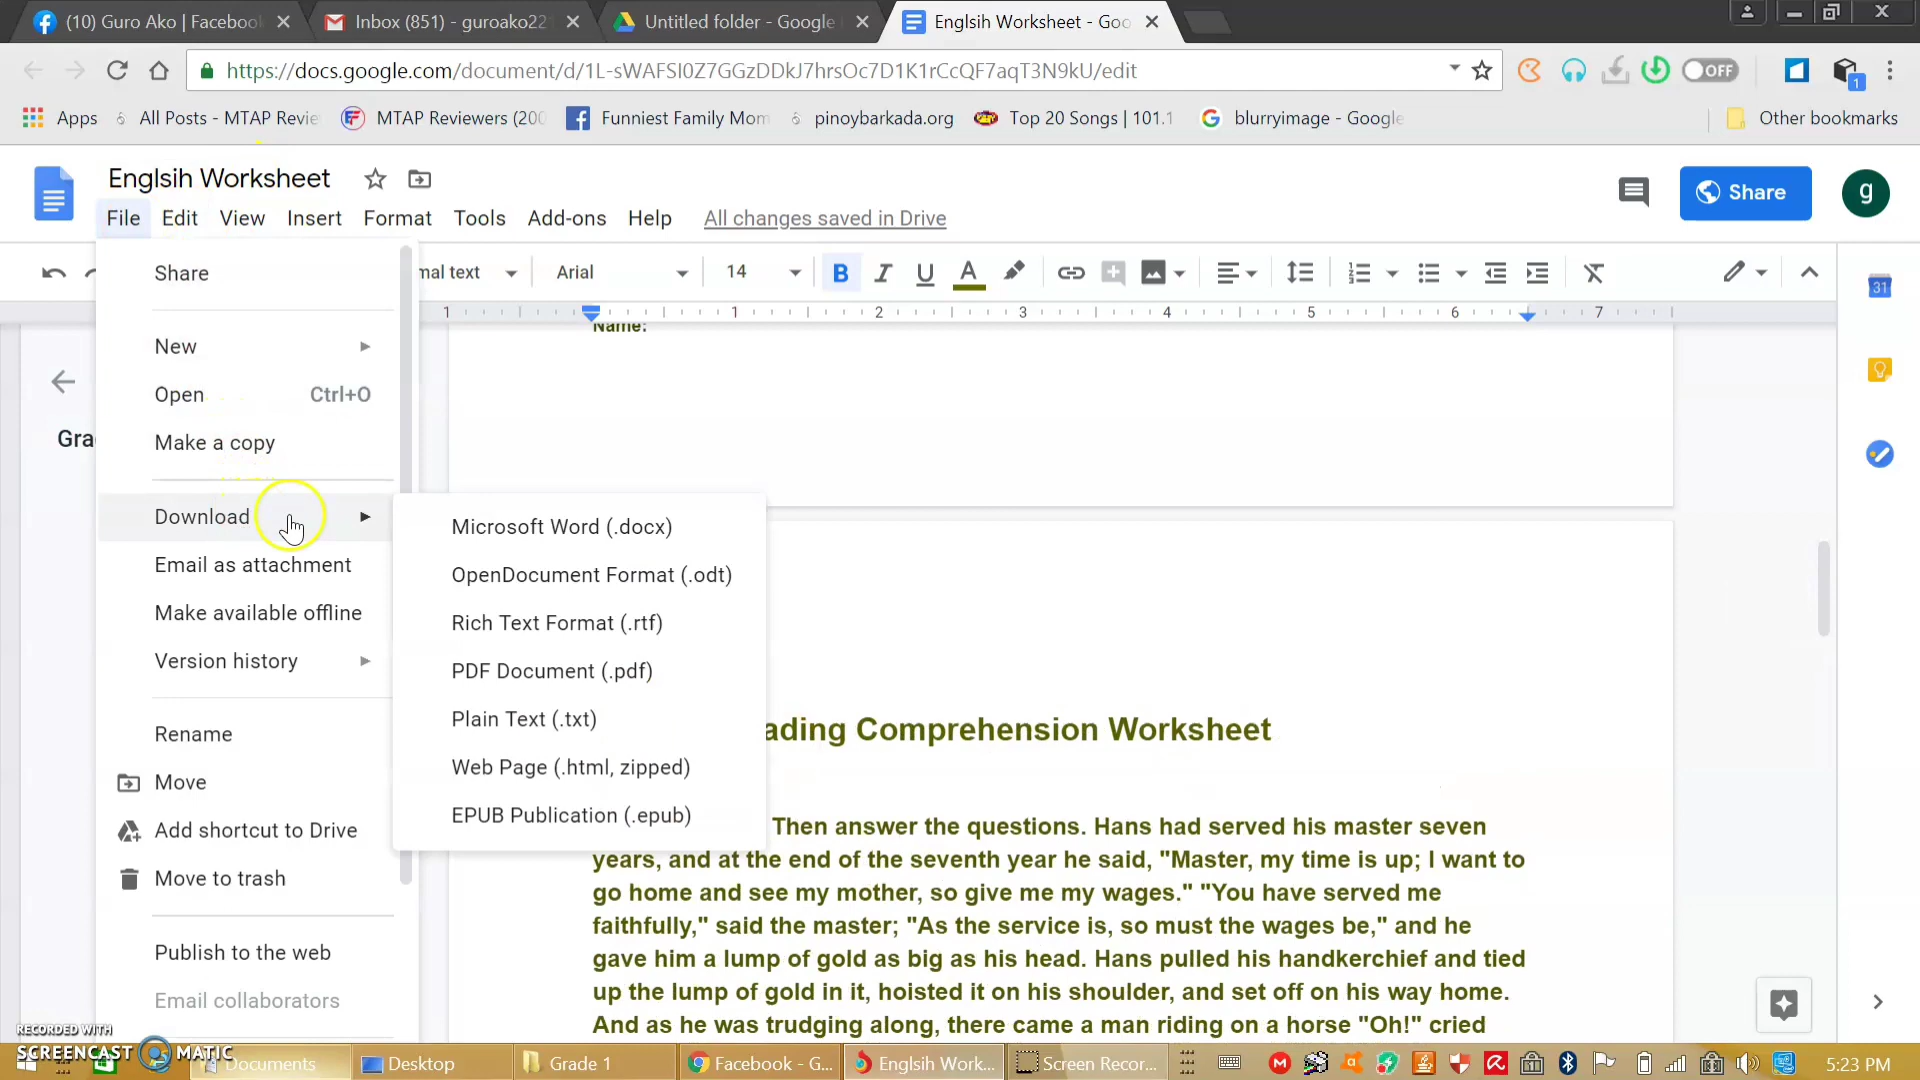 (10) Guro Ako | Facebook
Inbox (851) - guroako22
Untitled folder - Google
Englsih Worksheet - Goo
https://docs.google.com/document/d/1L-sWAFSI0Z7GGzDDkJ7hrsOc7D1K1rCcQF7aqT3N9kU/edit
OFF
1
Apps
All Posts - MTAP Revie
MTAP Reviewers (200
Funniest Family Mom
pinoybarkada.org
Top 20 Songs | 101.1
blurryimage - Google
Other bookmarks
Englsih Worksheet
Share
g
File Edit View Insert Format Tools Add-ons Help All changes saved in Drive
mal text
Arial
14
B I U A
31
1 1 2 3 4 5 6 7
Name:
Gra
Share
New
Open Ctrl+O
Make a copy
Download
Email as attachment
Make available offline
Version history
Rename
Move
Add shortcut to Drive
Move to trash
Publish to the web
Email collaborators
Microsoft Word (.docx)
OpenDocument Format (.odt)
Rich Text Format (.rtf)
PDF Document (.pdf)
Plain Text (.txt)
Web Page (.html, zipped)
EPUB Publication (.epub)
ading Comprehension Worksheet
Then answer the questions. Hans had served his master seven
years, and at the end of the seventh year he said, "Master, my time is up; I want to
go home and see my mother, so give me my wages." "You have served me
faithfully," said the master; "As the service is, so must the wages be," and he
gave him a lump of gold as big as his head. Hans pulled his handkerchief and tied
up the lump of gold in it, hoisted it on his shoulder, and set off on his way home.
And as he was trudging along, there came a man riding on a horse "Oh!" cried
RECORDED WITH
SCREENCAST MATIC
Documents
Desktop
Grade 1
Facebook - G...
Englsih Work...
Screen Recor...
5:23 PM